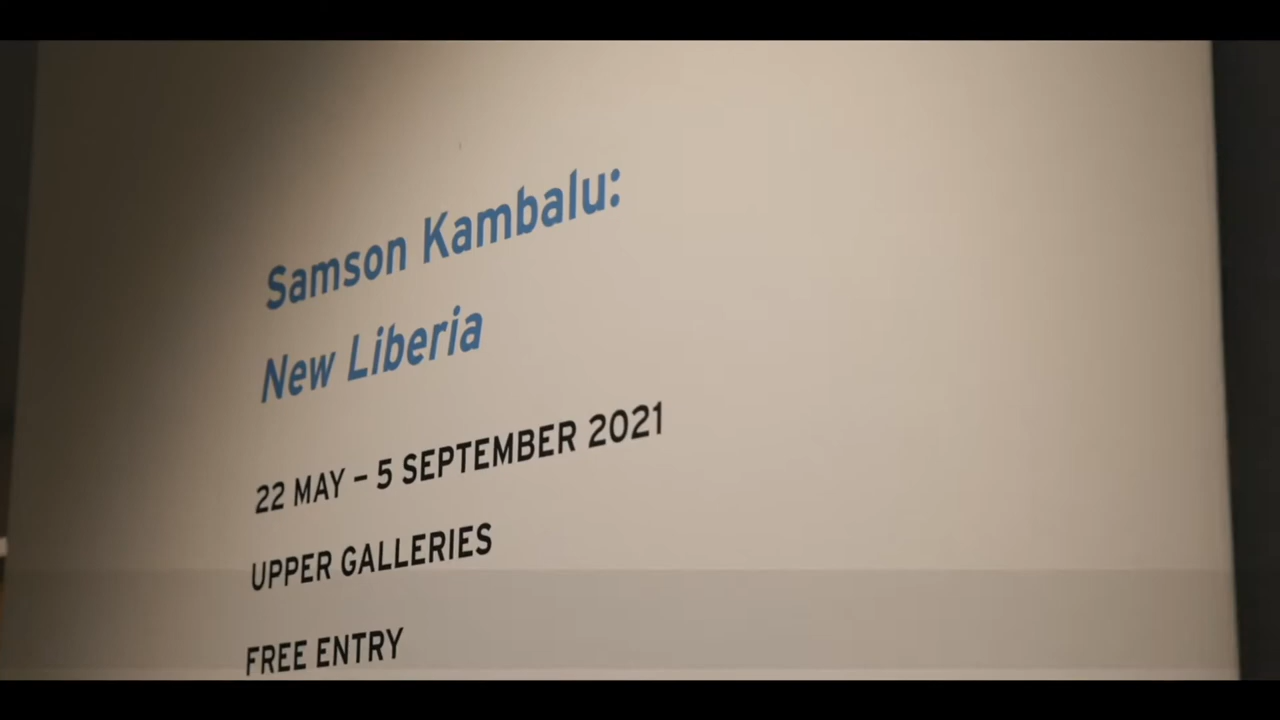 Samson Kambalu:
New Liberia
22 MAY – 5 SEPTEMBER 2021
UPPER GALLERIES
FREE ENTRY